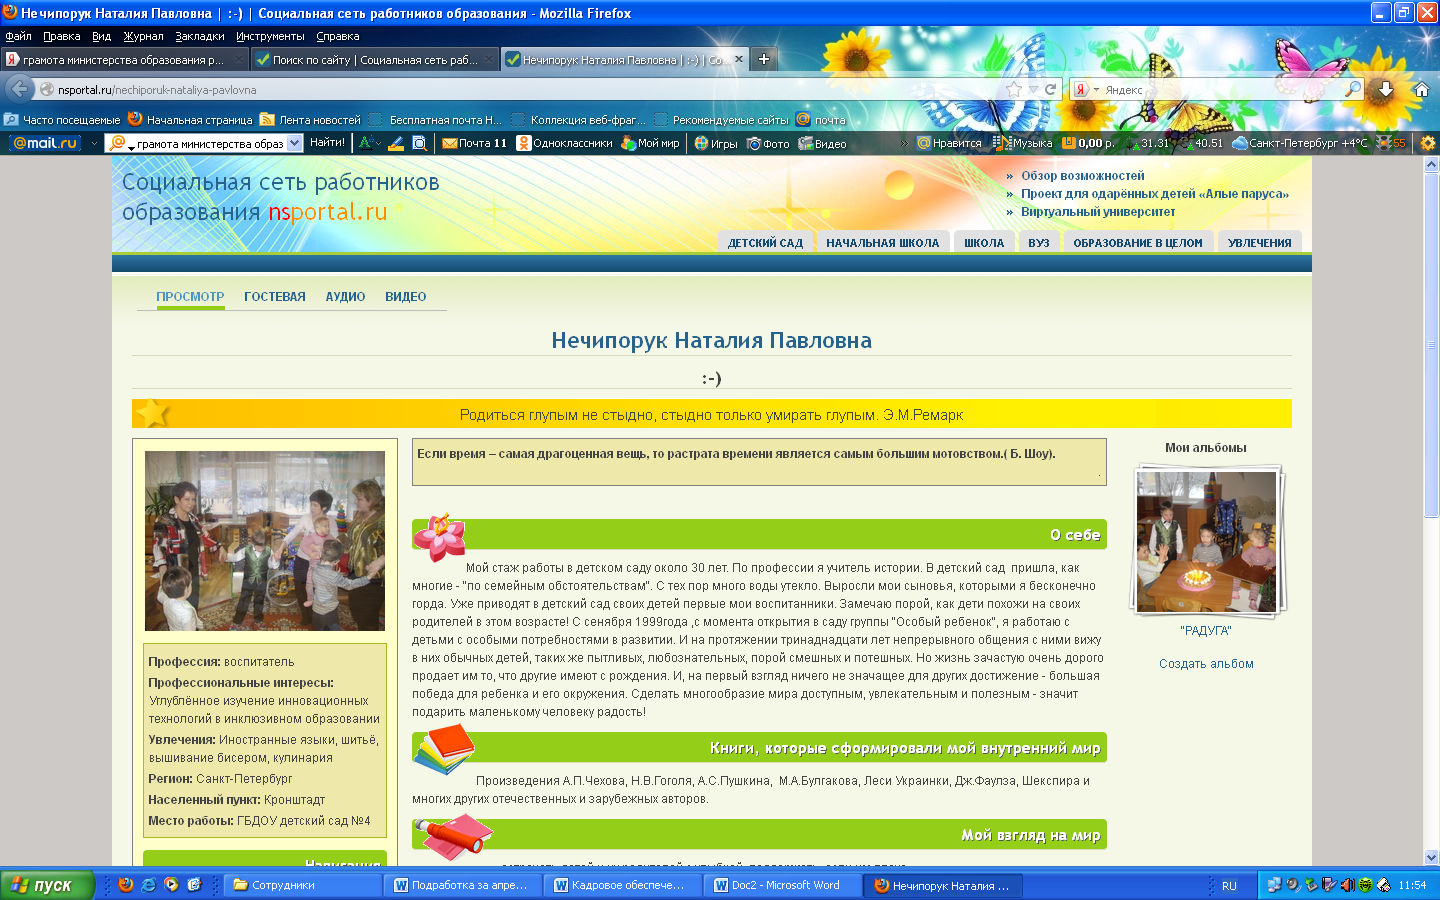 Нечипорук Наталия Павловна | :-) | Социальная сеть работников образования - Mozilla Firefox
Файл Правка Вид Журнал Закладки Инструменты Справка
грамота министерства образования р...
Поиск по сайту | Социальная сеть раб...
Нечипорук Наталия Павловна | :-) | Со...
nsportal.ru/nechiporuk-nataliya-pavlovna
Яндекс
Часто посещаемые Начальная страница Лента новостей Бесплатная почта H... Коллекция веб-фраг... Рекомендуемые сайты почта
@mail.ru грамота министерства образ Найти! Почта 11 Одноклассники Мой мир Игры Фото Видео Нравится Музыка 0,00 р. 31.31 40.51 Санкт-Петербург +4°C 55
Социальная сеть работников
образования nsportal.ru
» Обзор возможностей
» Проект для одарённых детей «Алые паруса»
» Виртуальный университет
ДЕТСКИЙ САД НАЧАЛЬНАЯ ШКОЛА ШКОЛА ВУЗ ОБРАЗОВАНИЕ В ЦЕЛОМ УВЛЕЧЕНИЯ
ПРОСМОТР ГОСТЕВАЯ АУДИО ВИДЕО
Нечипорук Наталия Павловна
:-)
Родиться глупым не стыдно, стыдно только умирать глупым. Э.М.Ремарк
Профессия: воспитатель
Профессиональные интересы:
Углублённое изучение инновационных
технологий в инклюзивном образовании
Увлечения: Иностранные языки, шитьё,
вышивание бисером, кулинария
Регион: Санкт-Петербург
Населенный пункт: Кронштадт
Место работы: ГБДОУ детский сад №4
Навигация
Если время – самая драгоценная вещь, то растрата времени является самым большим мотовством.( Б. Шоу).
.
О себе
Мой стаж работы в детском саду около 30 лет. По профессии я учитель истории. В детский сад пришла, как
многие - "по семейным обстоятельствам". С тех пор много воды утекло. Выросли мои сыновья, которыми я бесконечно
горда. Уже приводят в детский сад своих детей первые мои воспитанники. Замечаю порой, как дети похожи на своих
родителей в этом возрасте! С сенября 1999года ,с момента открытия в саду группы "Особый ребенок", я работаю с
детьми с особыми потребностями в развитии. И на протяжении тринаднадцати лет непрерывного общения с ними вижу
в них обычных детей, таких же пытливых, любознательных, порой смешных и потешных. Но жизнь зачастую очень дорого
продает им то, что другие имеют с рождения. И, на первый взгляд ничего не значащее для других достижение - большая
победа для ребенка и его окружения. Сделать многообразие мира доступным, увлекательным и полезным - значит
подарить маленькому человеку радость!
Книги, которые сформировали мой внутренний мир
Произведения А.П.Чехова, Н.В.Гоголя, А.С.Пушкина, М.А.Булгакова, Леси Украинки, Дж.Фаулза, Шекспира и
многих других отечественных и зарубежных авторов.
Мой взгляд на мир
Мои альбомы
"РАДУГА"
Создать альбом
пуск Сотрудники Подработка за апре... Кадровое обеспече... Doc2 - Microsoft Word Нечипорук Наталия ... RU 11:54